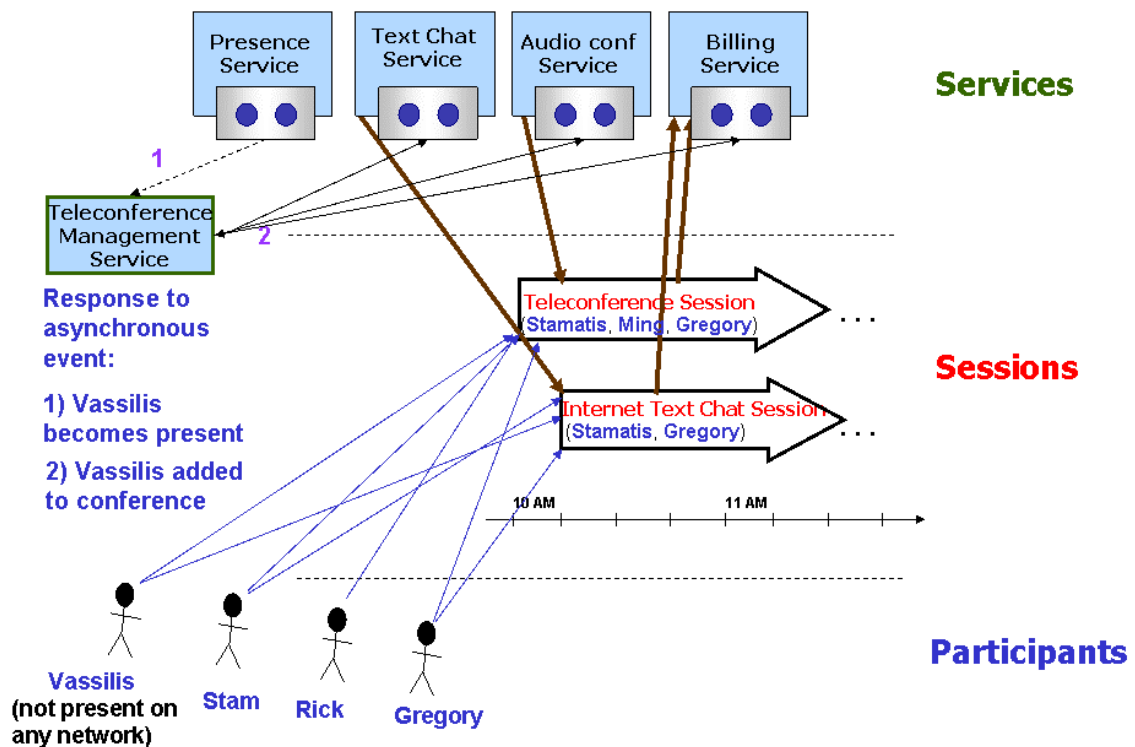 Presence
Service
Text Chat
Service
Audio conf
Service
Billing
Service
Services
1
Teleconference
Management
Service
2
Response to
asynchronous
event:
1) Vassilis
becomes present
2) Vassilis added
to conference
Teleconference Session
(Stamatis, Ming, Gregory)
. . .
Sessions
Internet Text Chat Session
(Stamatis, Gregory)
. . .
10 AM
11 AM
Participants
Vassilis
(not present on
any network)
Stam
Rick
Gregory